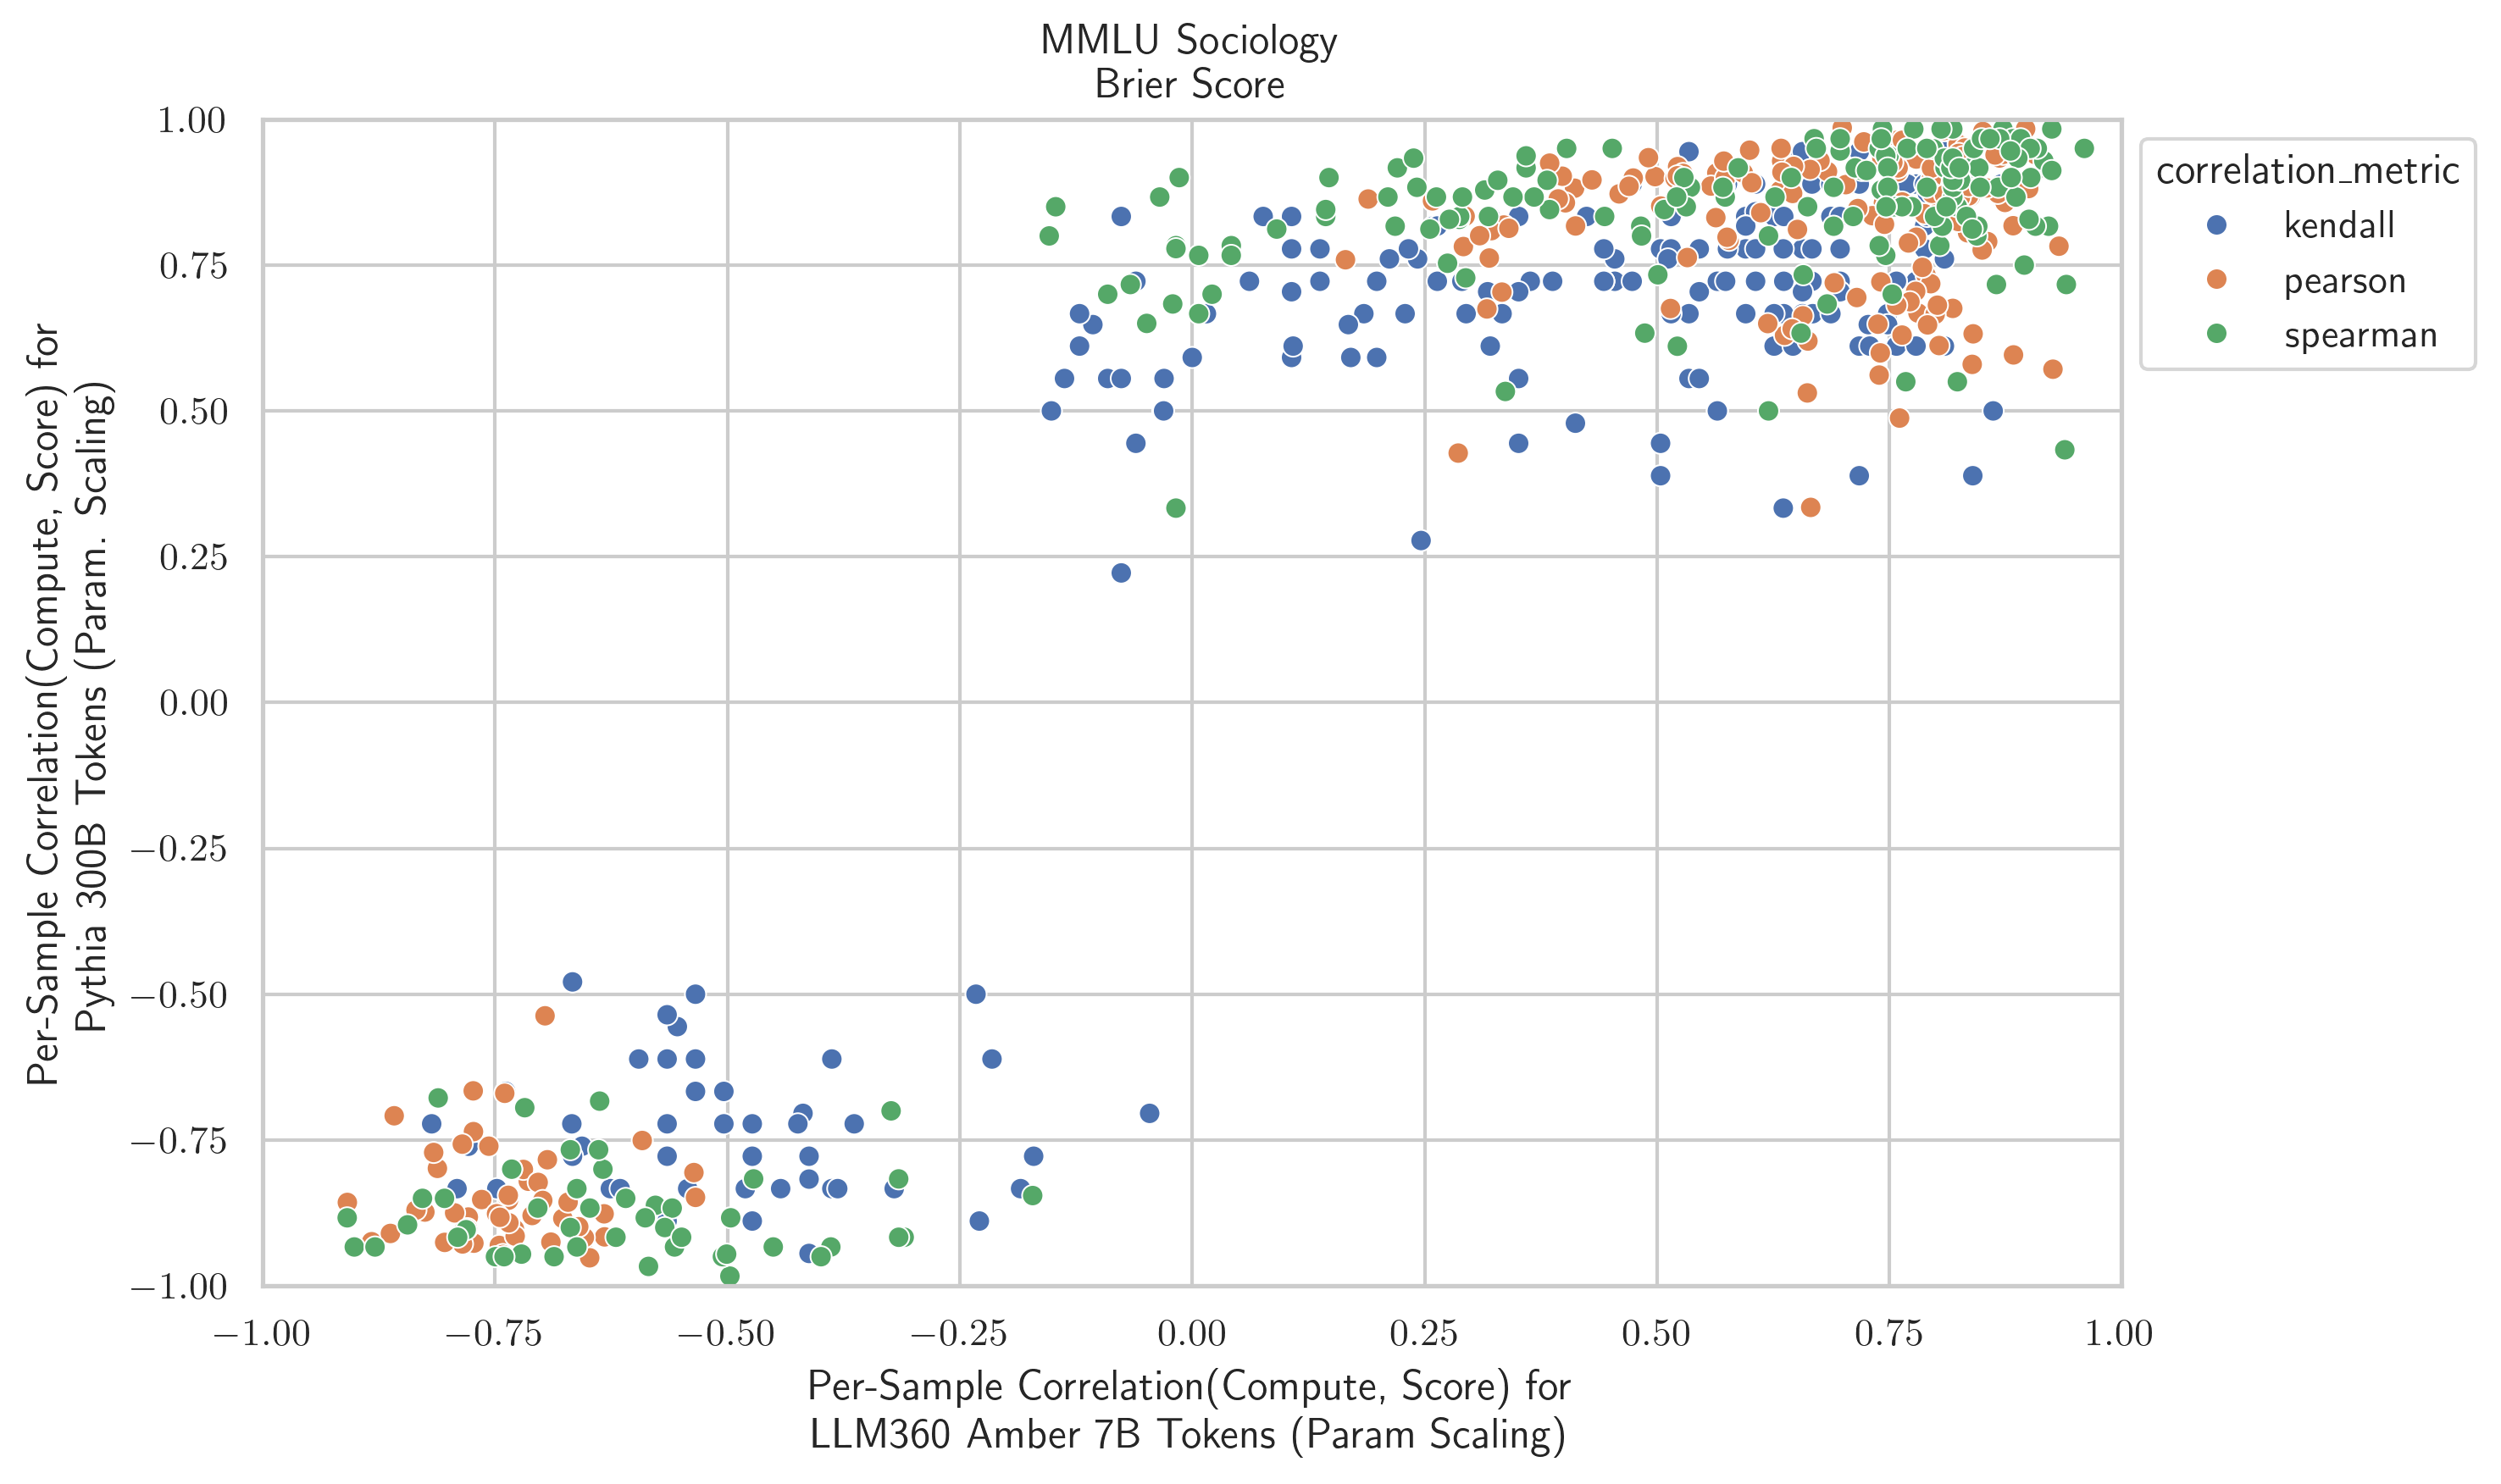 MMLU Sociology
Brier Score
Per-Sample Correlation(Compute, Score) for
Pythia 300B Tokens (Param. Scaling)
1.00
0.75
0.50
0.25
0.00
−0.25
−0.50
−0.75
−1.00
−1.00 −0.75 −0.50 −0.25 0.00 0.25 0.50 0.75 1.00
Per-Sample Correlation(Compute, Score) for
LLM360 Amber 7B Tokens (Param Scaling)
correlation_metric
kendall
pearson
spearman